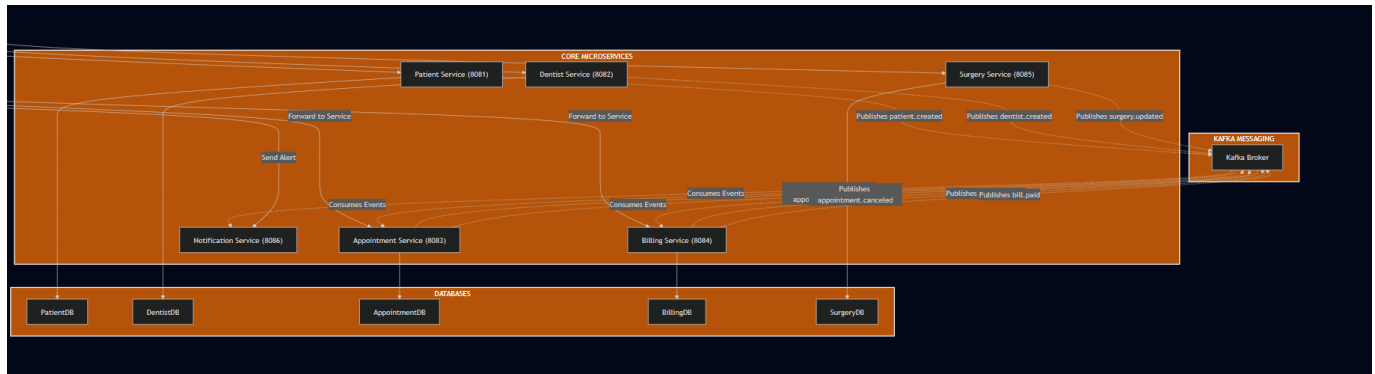 CORE MICROSERVICES
Patient Service (8081)
Dentist Service (8082)
Surgery Service (8085)
Forward to Service
Forward to Service
Publishes patient.created
Publishes dentist.created
Publishes surgery.updated
KAFKA MESSAGING
Kafka Broker
Send Alert
Consumes Events
Publishes
appo
appointment.canceled
Publishes
Publishes bill.paid
Consumes Events
Consumes Events
Notification Service (8086)
Appointment Service (8083)
Billing Service (8084)
DATABASES
PatientDB
DentistDB
AppointmentDB
BillingDB
SurgeryDB